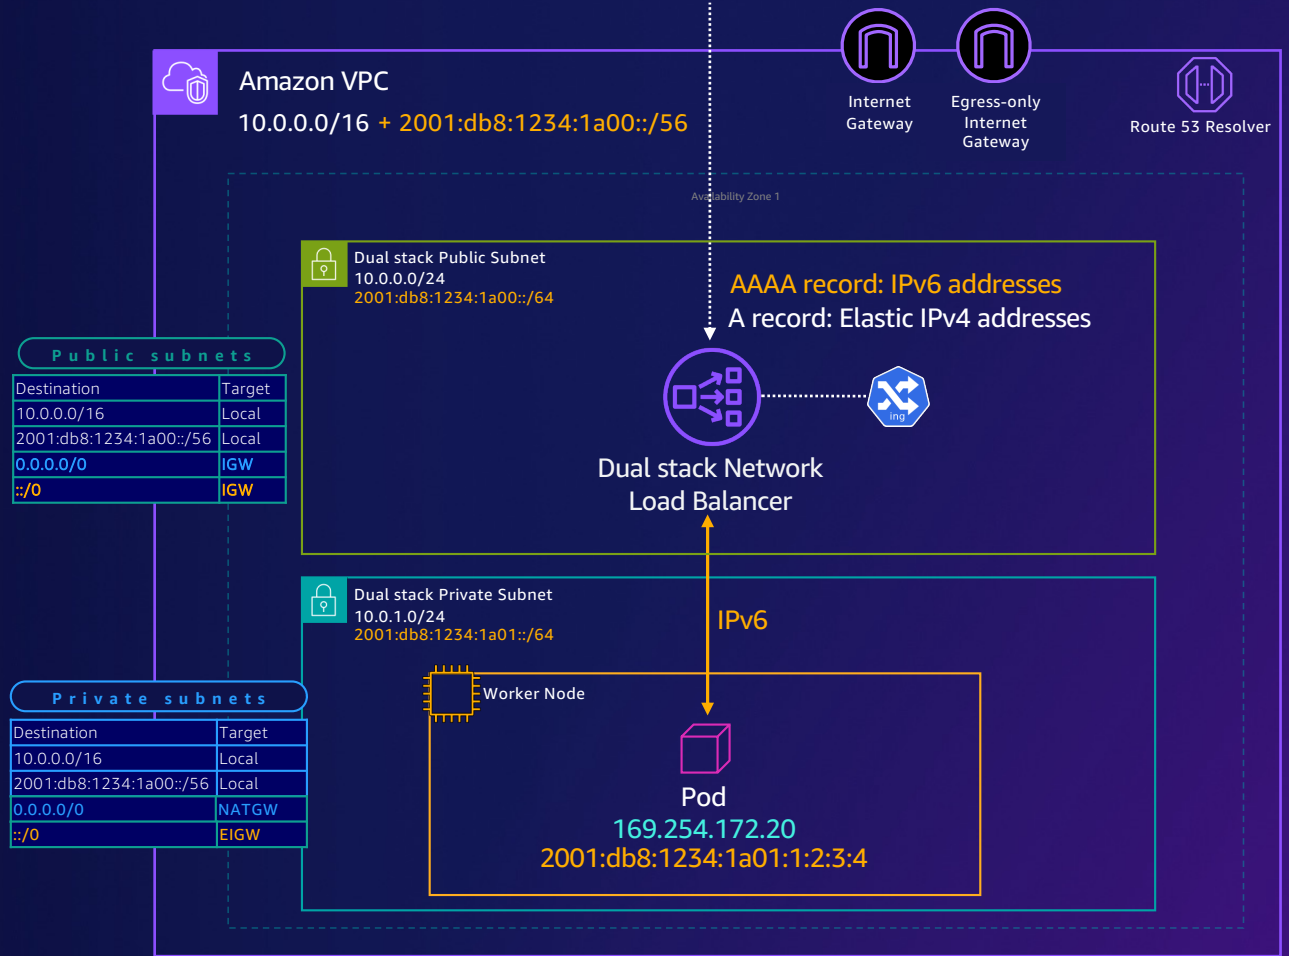 Amazon VPC
10.0.0.0/16 + 2001:db8:1234:1a00::/56
Internet
Gateway
Egress-only
Internet
Gateway
Route 53 Resolver
Availability Zone 1
Dual stack Public Subnet
10.0.0.0/24
2001:db8:1234:1a00::/64
AAAA record: IPv6 addresses
A record: Elastic IPv4 addresses
ing
Dual stack Network
Load Balancer
Public subnets
Destination Target
10.0.0.0/16 Local
2001:db8:1234:1a00::/56 Local
0.0.0.0/0 IGW
::/0 IGW
Dual stack Private Subnet
10.0.1.0/24
2001:db8:1234:1a01::/64
IPv6
Worker Node
Pod
169.254.172.20
2001:db8:1234:1a01:1:2:3:4
Private subnets
Destination Target
10.0.0.0/16 Local
2001:db8:1234:1a00::/56 Local
0.0.0.0/0 NATGW
::/0 EIGW